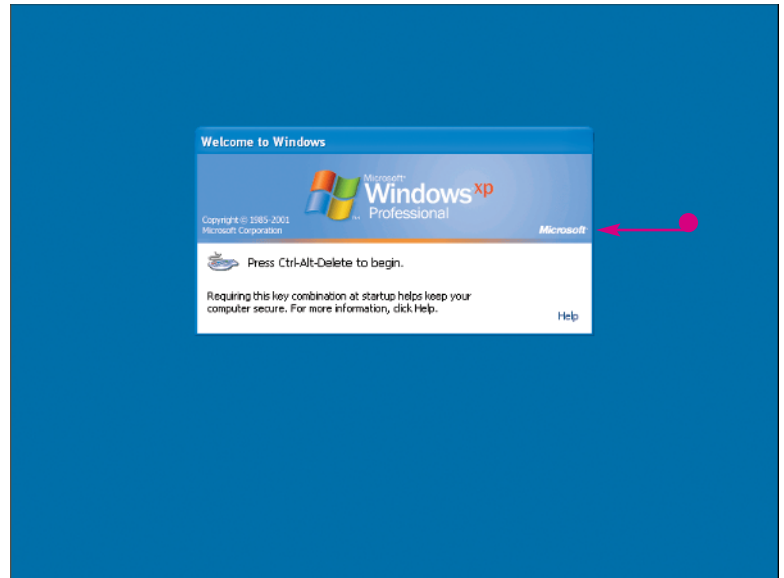 Welcome to Windows
Microsoft®
Windows xp
Professional
Copyright © 1985-2001
Microsoft Corporation
Microsoft
Press Ctrl-Alt-Delete to begin.
Requiring this key combination at startup helps keep your
computer secure. For more information, click Help.
Help